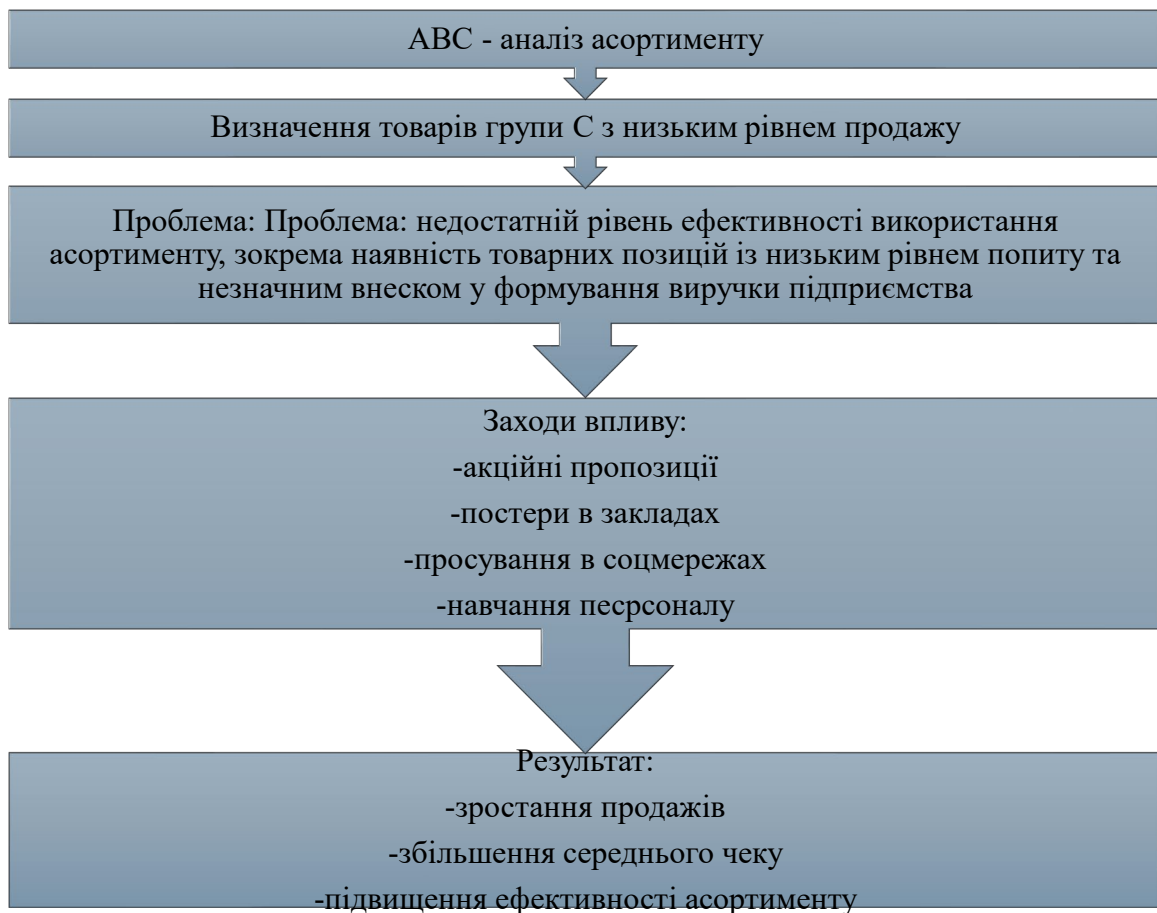 АВС - аналіз асортименту
Визначення товарів групи С з низьким рівнем продажу
Проблема: Проблема: недостатній рівень ефективності використання
асортименту, зокрема наявність товарних позицій із низьким рівнем попиту та
незначним внеском у формування виручки підприємства
Заходи впливу:
-акційні пропозиції
-постери в закладах
-просування в соцмережах
-навчання песрсоналу
Результат:
-зростання продажів
-збільшення середнього чеку
-підвищення ефективності асортименту